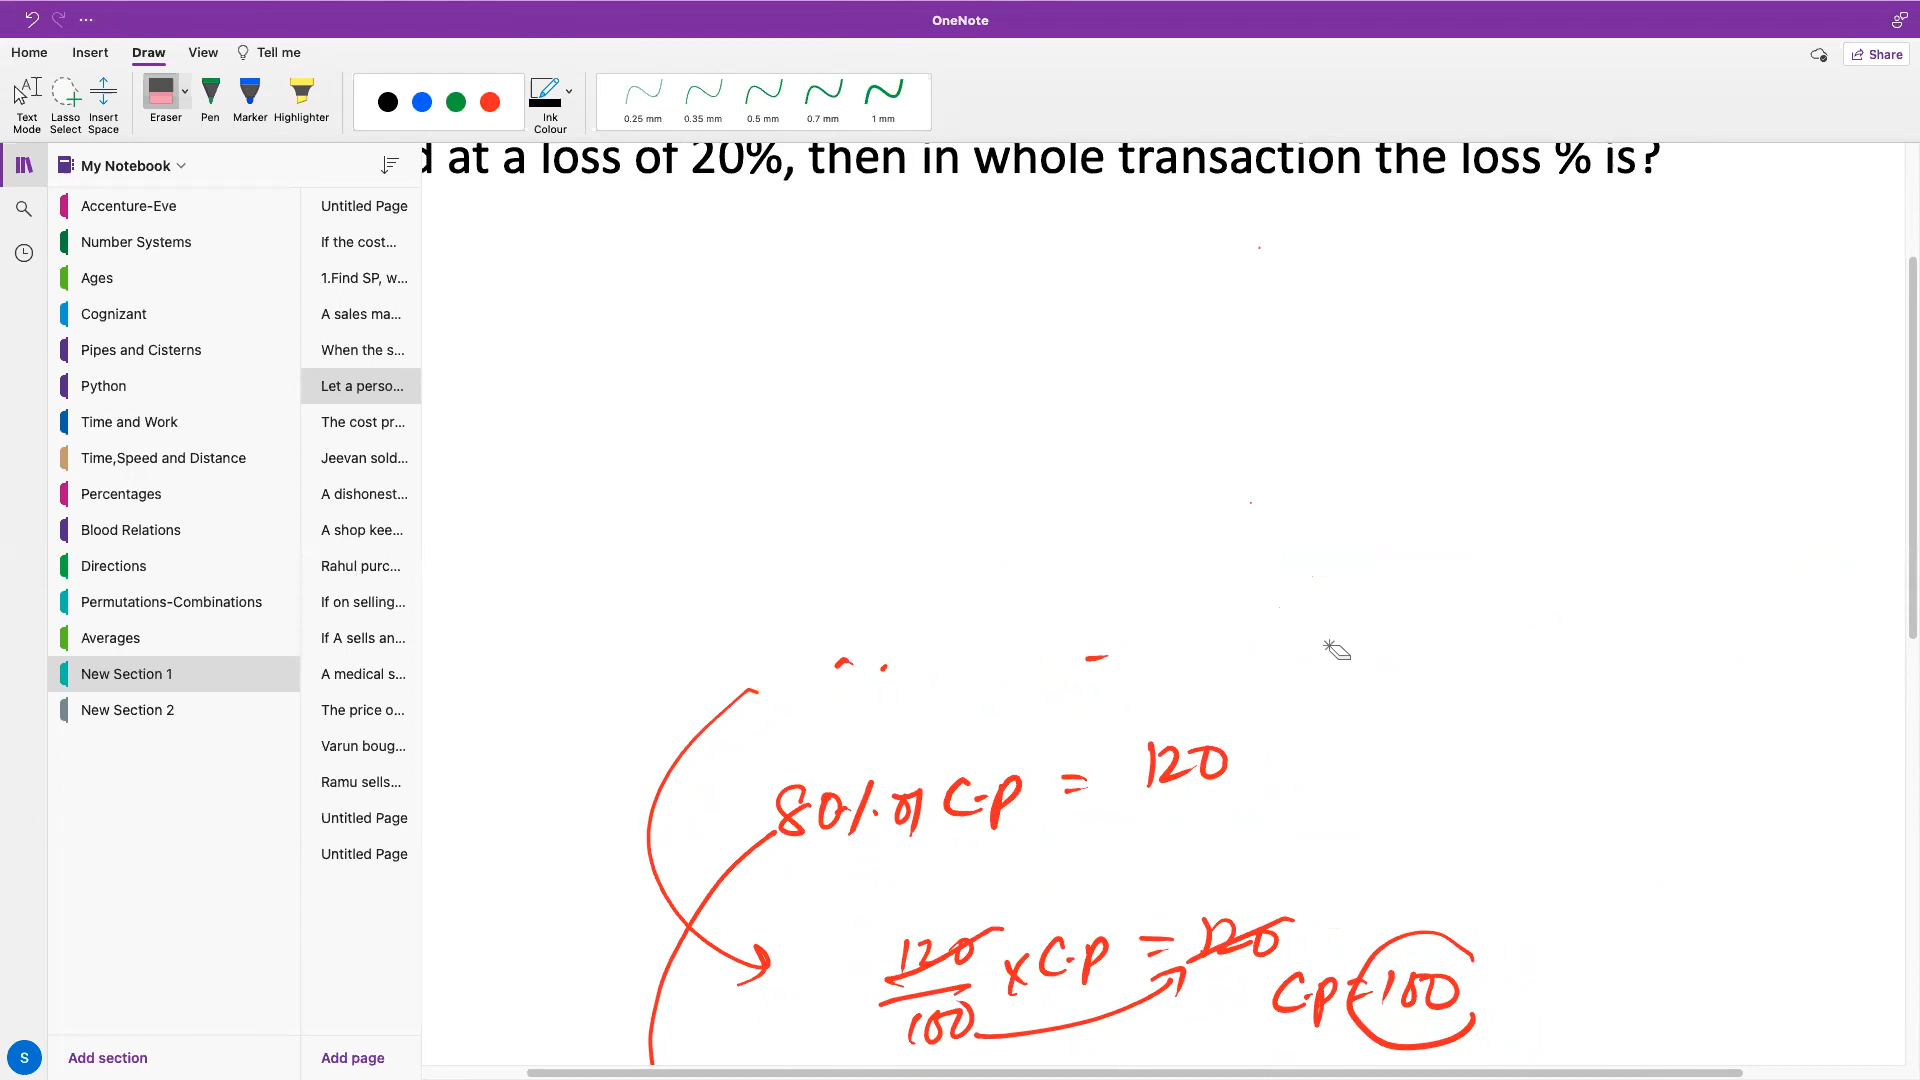 OneNote
Home Insert Draw View Tell me
Share
Text Mode
Lasso Select
Insert Space
Eraser
Pen
Marker
Highlighter
Ink Colour
0.25 mm
0.35 mm
0.5 mm
0.7 mm
1 mm
My Notebook
Accenture-Eve
Number Systems
Ages
Cognizant
Pipes and Cisterns
Python
Time and Work
Time,Speed and Distance
Percentages
Blood Relations
Directions
Permutations-Combinations
Averages
New Section 1
New Section 2
Add section
S
Untitled Page
If the cost...
1.Find SP, w...
A sales ma...
When the s...
Let a perso...
The cost pr...
Jeevan sold...
A dishonest...
A shop kee...
Rahul purc...
If on selling...
If A sells an...
A medical s...
The price o...
Varun boug...
Ramu sells...
Untitled Page
Untitled Page
Add page
d at a loss of 20%, then in whole transaction the loss % is?
80% of C.P = 120
120/100 x C.P = 120
C.P = 100